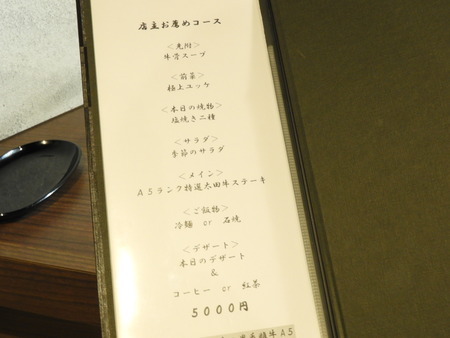 店主お薦めコース
＜先附＞
牛骨スープ
＜前菜＞
極上ユッケ
＜本日の焼物＞
塩焼き二種
＜サラダ＞
季節のサラダ
＜メイン＞
A5ランク特選太田牛ステーキ
＜ご飯物＞
冷麺 or 石焼
＜デザート＞
本日のデザート
&
コーヒー or 紅茶
5000円
牛A5